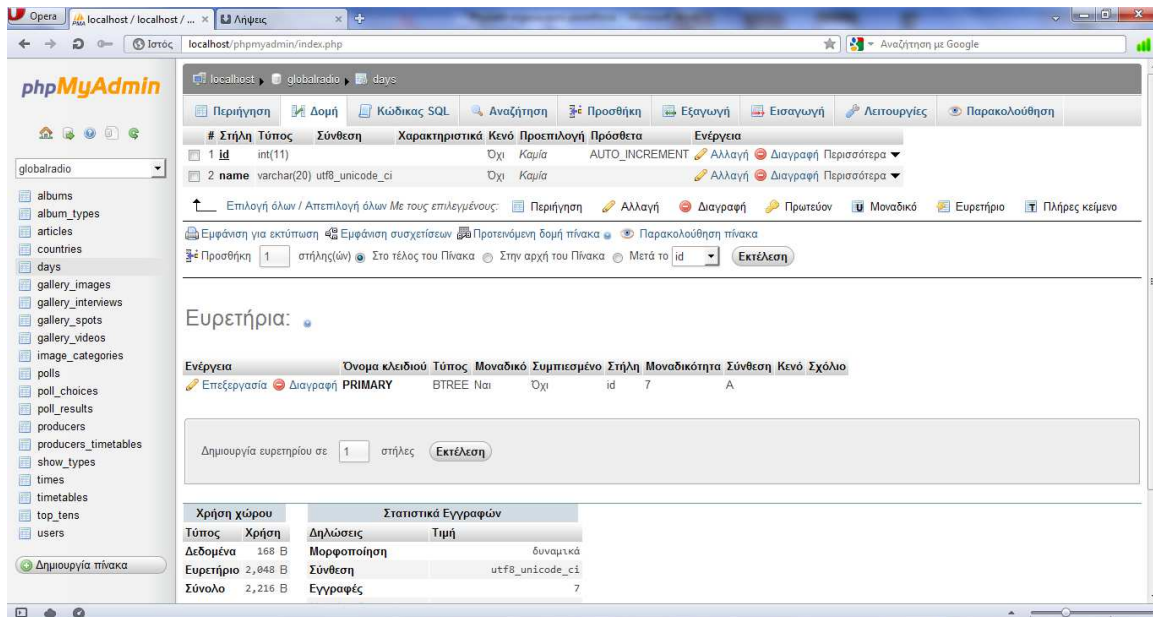 Opera
localhost / localhost / ...
Λήψεις
Ιστός
localhost/phpmyadmin/index.php
Αναζήτηση με Google
phpMyAdmin
globalradio
albums
album_types
articles
countries
days
gallery_images
gallery_interviews
gallery_spots
gallery_videos
image_categories
polls
poll_choices
poll_results
producers
producers_timetables
show_types
times
timetables
top_tens
users
Δημιουργία πίνακα
localhost globalradio days
Περιήγηση Δομή Κώδικας SQL Αναζήτηση Προσθήκη Εξαγωγή Εισαγωγή Λειτουργίες Παρακολούθηση
# Στήλη Τύπος Σύνθεση Χαρακτηριστικά Κενό Προεπιλογή Πρόσθετα Ενέργεια
1 id int(11) Όχι Καμία AUTO_INCREMENT Αλλαγή Διαγραφή Περισσότερα
2 name varchar(20) utf8_unicode_ci Όχι Καμία Αλλαγή Διαγραφή Περισσότερα
Επιλογή όλων / Απεπιλογή όλων Με τους επιλεγμένους: Περιήγηση Αλλαγή Διαγραφή Πρωτεύον U Μοναδικό Ευρετήριο T Πλήρες κείμενο
Εμφάνιση για εκτύπωση Εμφάνιση συσχετίσεων Προτεινόμενη δομή πίνακα Παρακολούθηση πίνακα
Προσθήκη 1 στήλης(ών) Στο τέλος του Πίνακα Στην αρχή του Πίνακα Μετά το id Εκτέλεση
Ευρετήρια:
Ενέργεια Όνομα κλειδιού Τύπος Μοναδικό Συμπιεσμένο Στήλη Μοναδικότητα Σύνθεση Κενό Σχόλιο
Επεξεργασία Διαγραφή PRIMARY BTREE Ναι Όχι id 7 A
Δημιουργία ευρετηρίου σε 1 στήλες Εκτέλεση
Χρήση χώρου
Τύπος Χρήση
Δεδομένα 168 B
Ευρετήριο 2,048 B
Σύνολο 2,216 B
Στατιστικά Εγγραφών
Δηλώσεις Τιμή
Μορφοποίηση δυναμικά
Σύνθεση utf8_unicode_ci
Εγγραφές 7